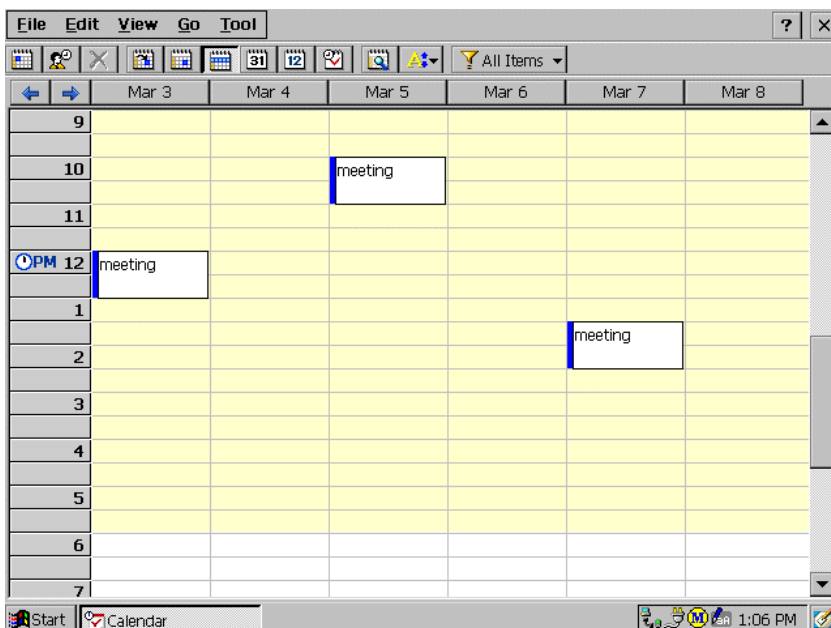 File Edit View Go Tool ? ×
31 12 A All Items
Mar 3 Mar 4 Mar 5 Mar 6 Mar 7 Mar 8
9
10 meeting
11
PM 12 meeting
1
meeting
2
3
4
5
6
7
Start Calendar M 1:06 PM